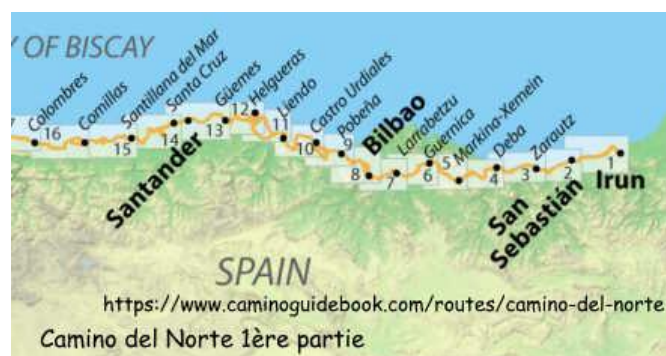 Y OF BISCAY
Colombres
Comillas
Santillana del Mar
Santa Cruz
Güemes
Helgueras
Liendo
Castro Urdiales
Pobeña
Bilbao
Larrabetzu
Guernica
Markina-Xemein
Deba
Zarautz
16
15
14
13
12
11
10
9
8
7
6
5
4
3
2
1
Santander
San
Sebastián
Irun
SPAIN
https://www.caminoguidebook.com/routes/camino-del-norte
Camino del Norte 1ère partie